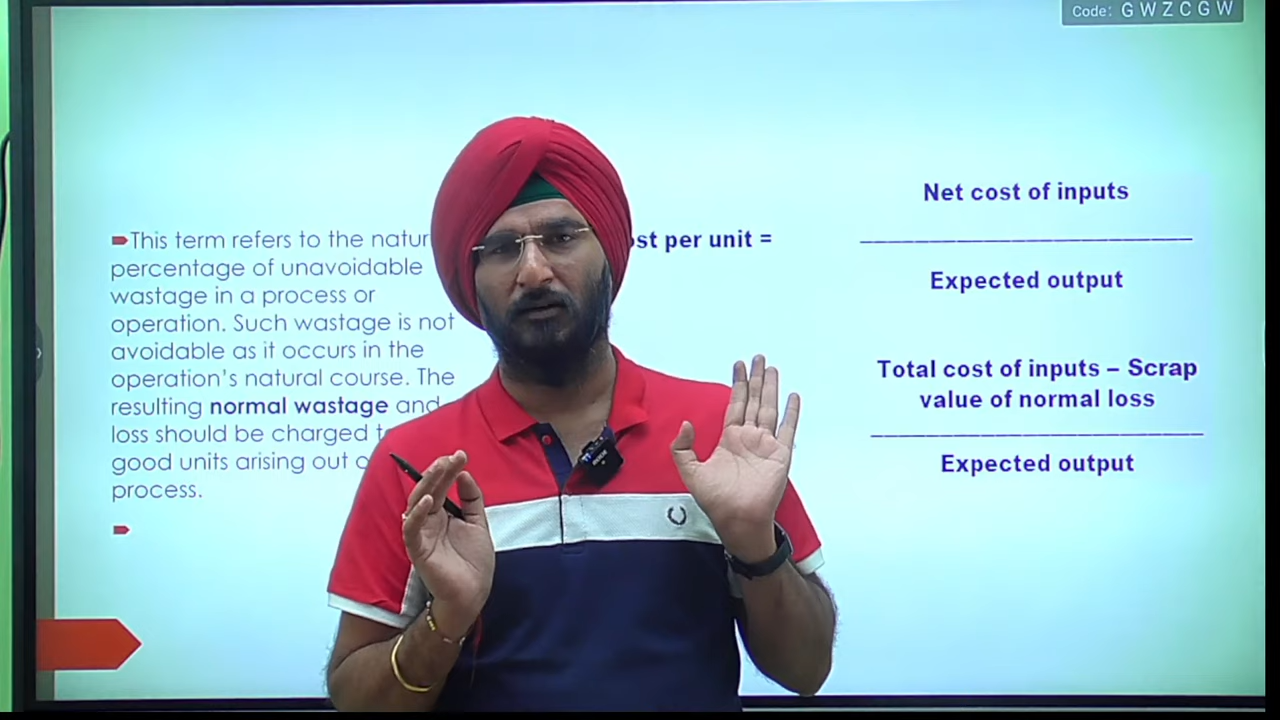 Code: G W Z C G W
This term refers to the natur
percentage of unavoidable
wastage in a process or
operation. Such wastage is not
avoidable as it occurs in the
operation's natural course. The
resulting normal wastage and
loss should be charged t
good units arising out o
process.
ost per unit =
Net cost of inputs
Expected output
Total cost of inputs – Scrap
value of normal loss
Expected output